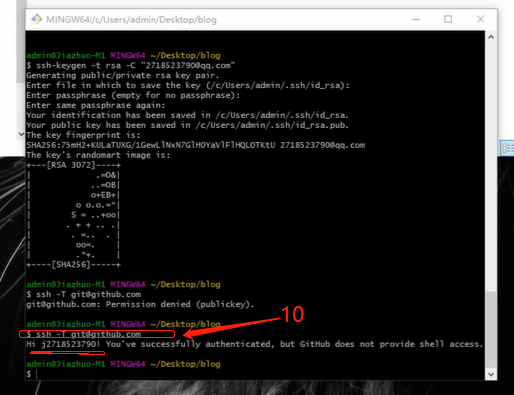 MINGW64:/c/Users/admin/Desktop/blog
admin@Jiazhuo-M1 MINGW64 ~/Desktop/blog
$ ssh-keygen -t rsa -C "2718523790@qq.com"
Generating public/private rsa key pair.
Enter file in which to save the key (/c/Users/admin/.ssh/id_rsa):
Enter passphrase (empty for no passphrase):
Enter same passphrase again:
Your identification has been saved in /c/Users/admin/.ssh/id_rsa.
Your public key has been saved in /c/Users/admin/.ssh/id_rsa.pub.
The key fingerprint is:
2718523790@qq.com
The key's randomart image is:
+---[RSA 3072]----+
|             .=O&|
|            ..=OB|
|            o+EB+|
|         o o.o.=*|
|        S = ..+oo|
|       . + + .. .|
|        . =.. . |
|         oo=.    |
|         .*+.    |
+----[SHA256]-----+
admin@Jiazhuo-M1 MINGW64 ~/Desktop/blog
$ ssh -T git@github.com
git@github.com: Permission denied (publickey).
admin@Jiazhuo-M1 MINGW64 ~/Desktop/blog
10
$ ssh -T git@github.com
Hi j2718523790! You've successfully authenticated, but GitHub does not provide shell access.
admin@Jiazhuo-M1 MINGW64 ~/Desktop/blog
$